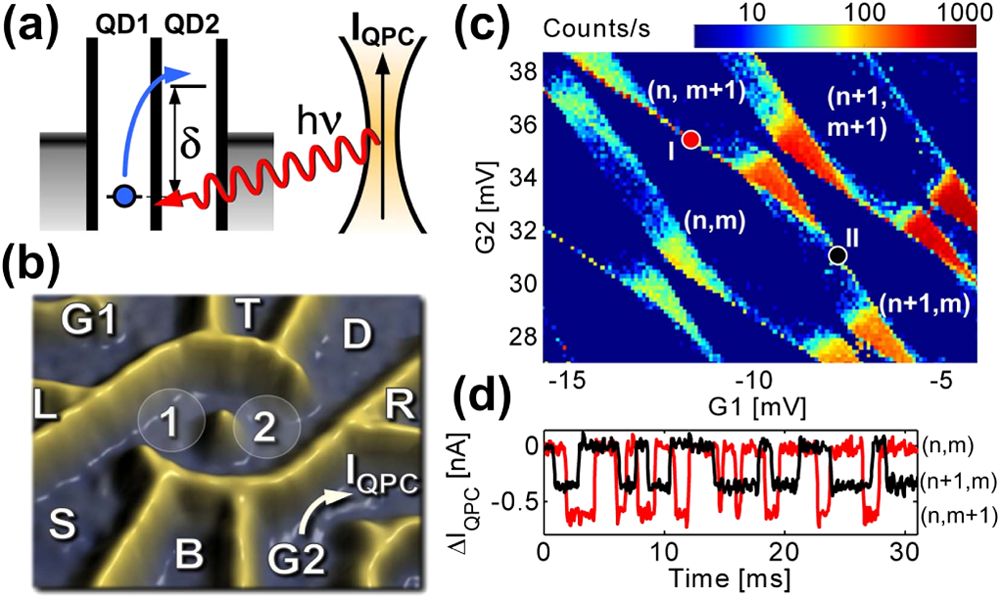 (a)
QD1 QD2
I_QPC
δ
hν
(b)
G1
T
D
L
1
2
R
I_QPC
S
B
G2
(c)
Counts/s
10 100 1000
G2 [mV]
38
36
34
32
30
28
(n, m+1)
(n+1,
m+1)
I
(n,m)
II
(n+1,m)
-15 -10 -5
G1 [mV]
(d)
ΔI_QPC [nA]
0
-0.5
(n,m)
(n+1,m)
(n,m+1)
0 10 20 30
Time [ms]